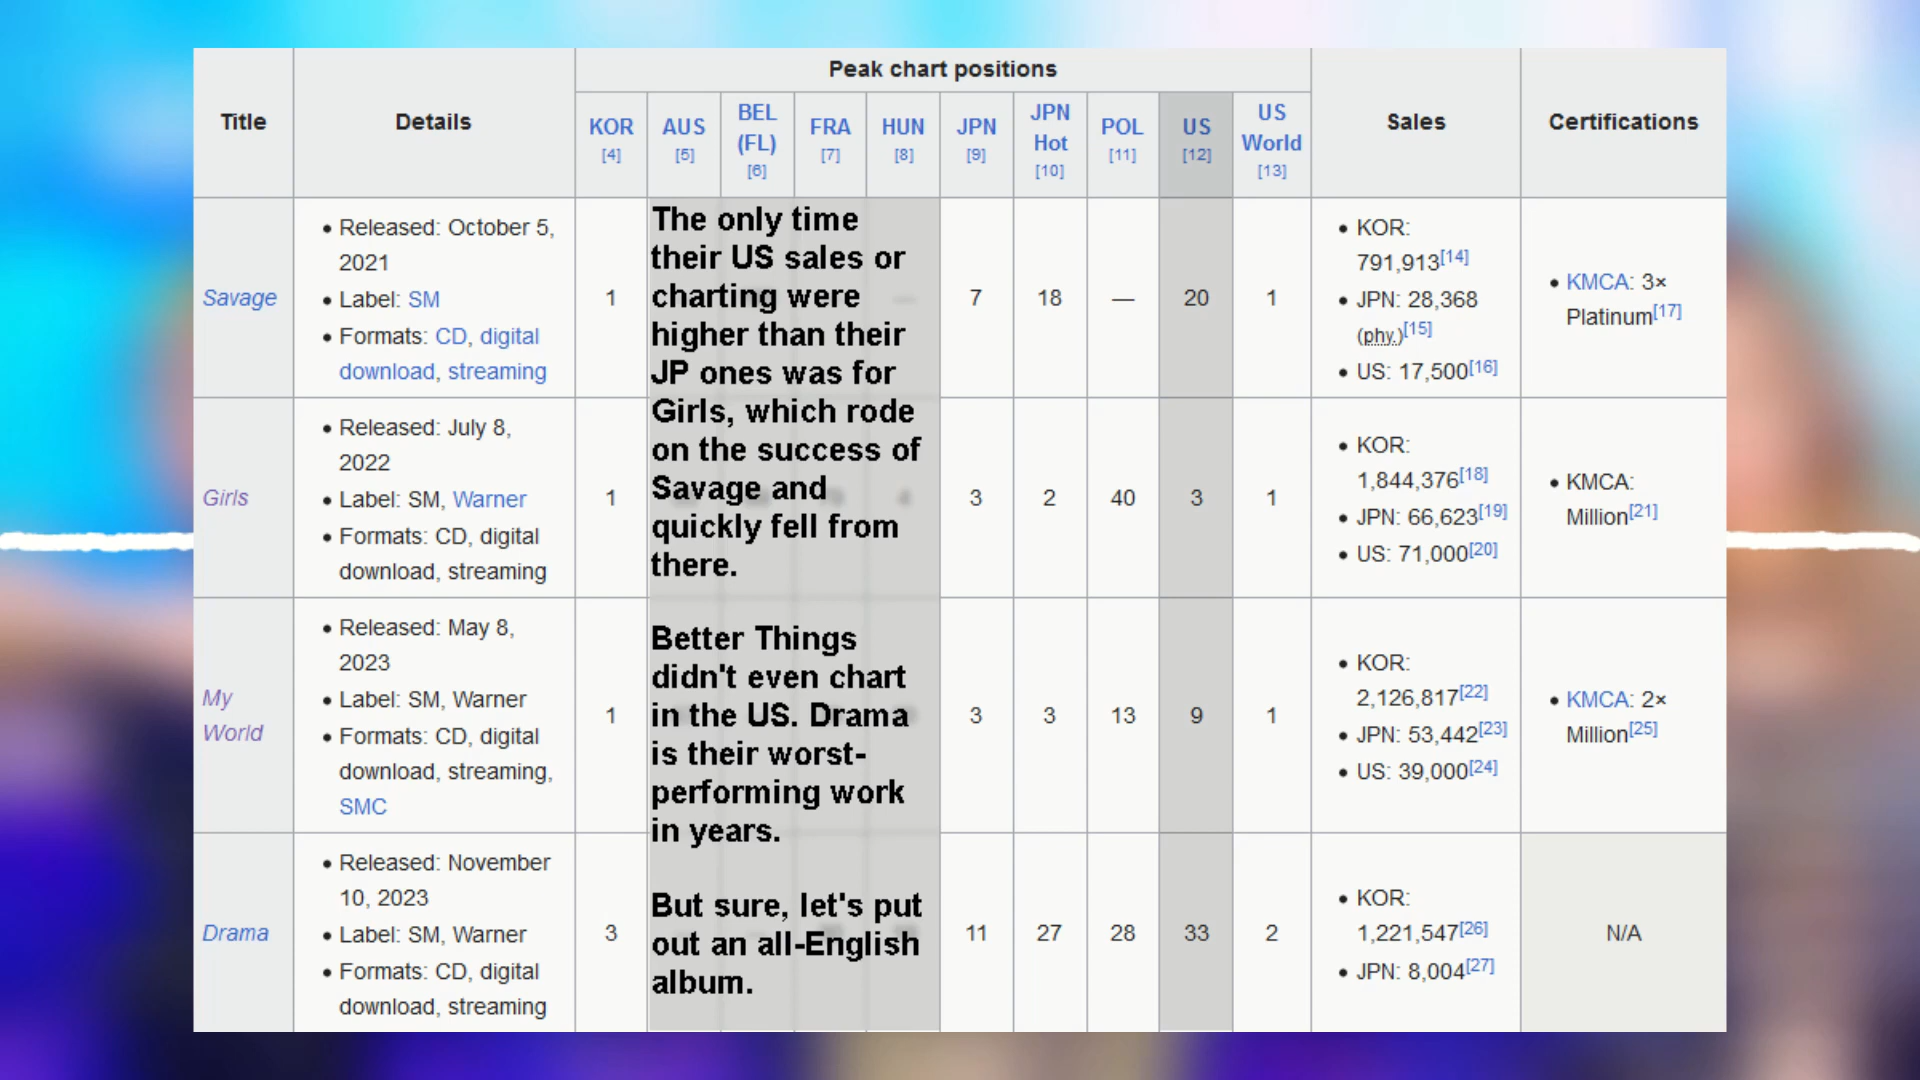 Peak chart positions
Title
Details
KOR
[4]
AUS
[5]
BEL
(FL)
[6]
FRA
[7]
HUN
[8]
JPN
[9]
JPN
Hot
[10]
POL
[11]
US
[12]
US
World
[13]
Sales
Certifications
Savage
• Released: October 5,
2021
• Label: SM
• Formats: CD, digital
download, streaming
1
7
18
—
20
1
• KOR:
791,913[14]
• JPN: 28,368
(phy.)[15]
• US: 17,500[16]
• KMCA: 3×
Platinum[17]
Girls
• Released: July 8,
2022
• Label: SM, Warner
• Formats: CD, digital
download, streaming
1
3
2
40
3
1
• KOR:
1,844,376[18]
• JPN: 66,623[19]
• US: 71,000[20]
• KMCA:
Million[21]
My
World
• Released: May 8,
2023
• Label: SM, Warner
• Formats: CD, digital
download, streaming,
SMC
1
3
3
13
9
1
• KOR:
2,126,817[22]
• JPN: 53,442[23]
• US: 39,000[24]
• KMCA: 2×
Million[25]
Drama
• Released: November
10, 2023
• Label: SM, Warner
• Formats: CD, digital
download, streaming
3
11
27
28
33
2
• KOR:
1,221,547[26]
• JPN: 8,004[27]
N/A
The only time
their US sales or
charting were
higher than their
JP ones was for
Girls, which rode
on the success of
Savage and
quickly fell from
there.
Better Things
didn't even chart
in the US. Drama
is their worst-
performing work
in years.
But sure, let's put
out an all-English
album.